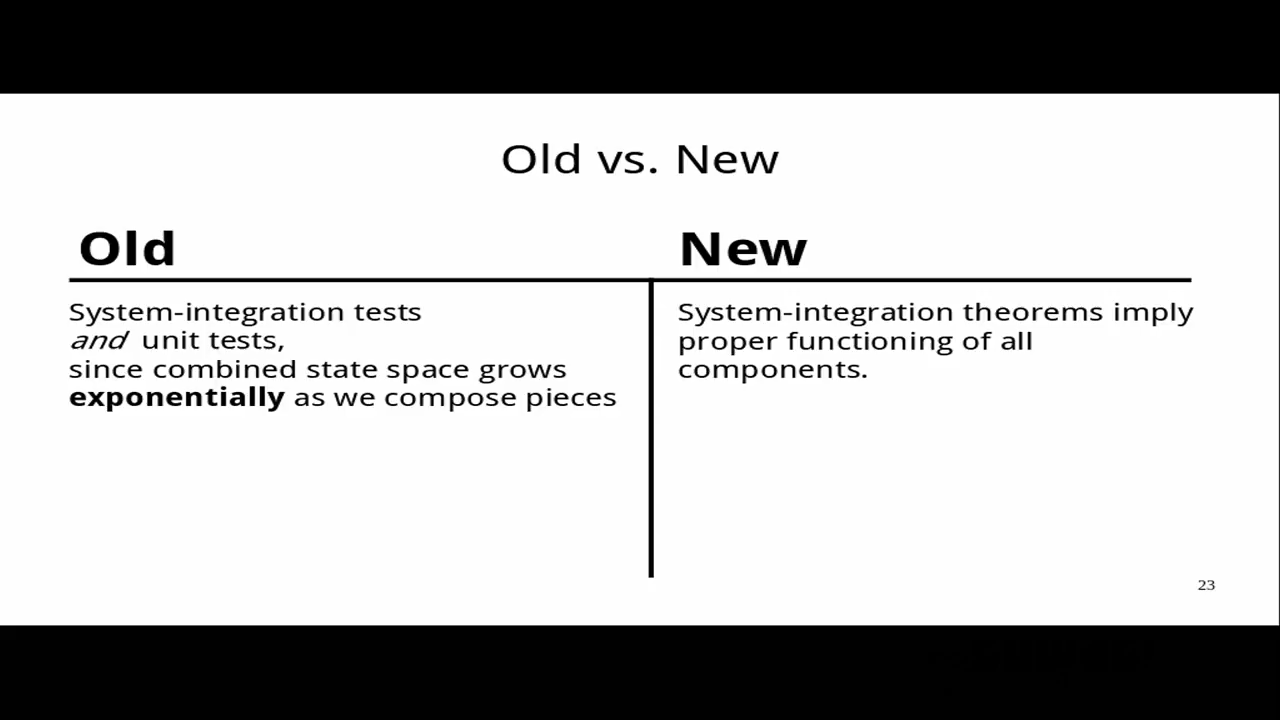 Old vs. New
Old
New
System-integration tests
and unit tests,
since combined state space grows
exponentially as we compose pieces
System-integration theorems imply
proper functioning of all
components.
23